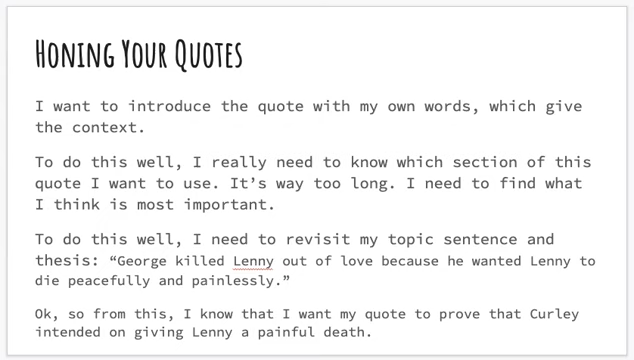 Honing Your Quotes
I want to introduce the quote with my own words, which give
the context.
To do this well, I really need to know which section of this
quote I want to use. It’s way too long. I need to find what
I think is most important.
To do this well, I need to revisit my topic sentence and
thesis: “George killed Lenny out of love because he wanted Lenny to
die peacefully and painlessly.”
Ok, so from this, I know that I want my quote to prove that Curley
intended on giving Lenny a painful death.